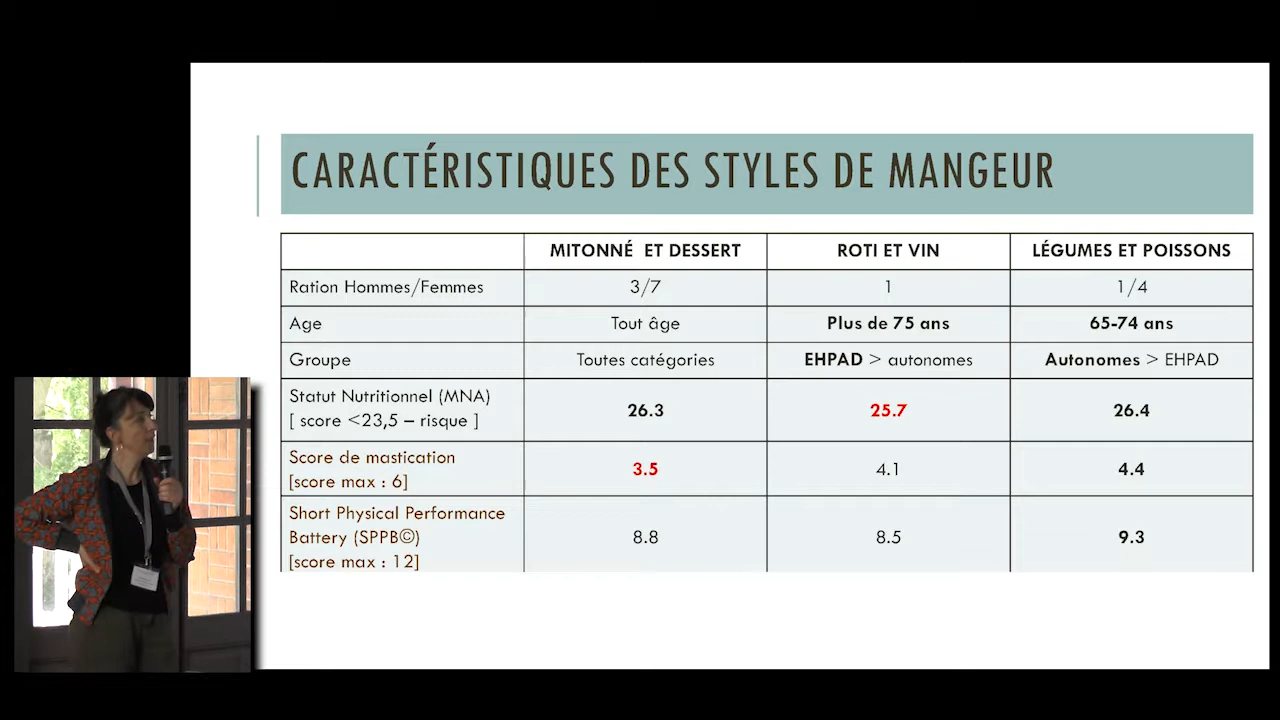 CARACTÉRISTIQUES DES STYLES DE MANGEUR
MITONNÉ ET DESSERT ROTI ET VIN LÉGUMES ET POISSONS
Ration Hommes/Femmes 3/7 1 1/4
Age Tout âge Plus de 75 ans 65-74 ans
Groupe Toutes catégories EHPAD > autonomes Autonomes > EHPAD
Statut Nutritionnel (MNA)
[ score <23,5 – risque ] 26.3 25.7 26.4
Score de mastication
[score max : 6] 3.5 4.1 4.4
Short Physical Performance
Battery (SPPB©) 8.8 8.5 9.3
[score max : 12]